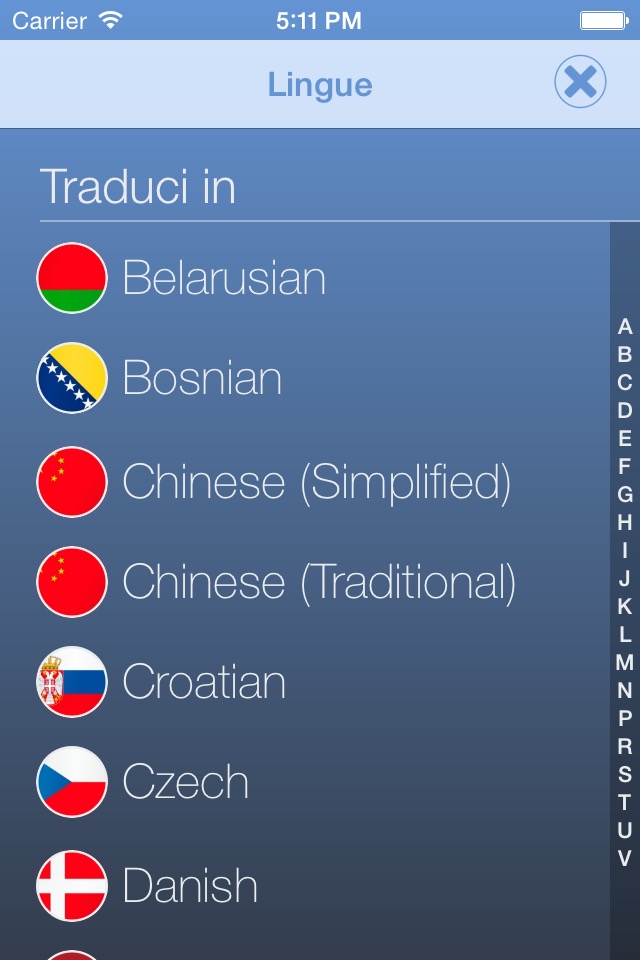 Carrier 5:11 PM
Lingue
Traduci in
Belarusian
Bosnian
Chinese (Simplified)
Chinese (Traditional)
Croatian
Czech
Danish
A
B
C
D
E
F
G
H
I
J
K
L
M
N
P
R
S
T
U
V